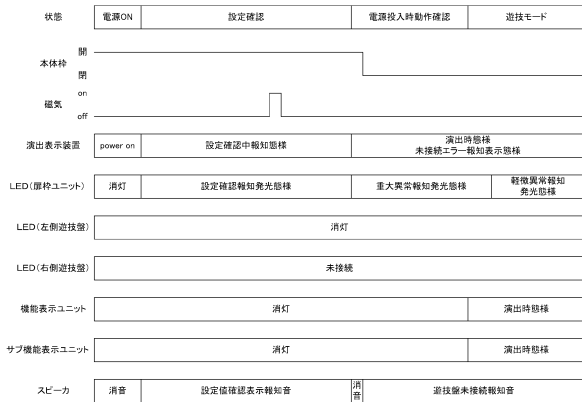 状態 電源ON 設定確認 電源投入時動作確認 遊技モード
開
本体枠
閉
on
磁気
off
演出表示装置 power on 設定確認中報知態様 演出時態様
未接続エラー報知表示態様
LED(扉枠ユニット) 消灯 設定確認報知発光態様 重大異常報知発光態様 軽微異常報知
発光態様
LED(左側遊技盤) 消灯
LED(右側遊技盤) 未接続
機能表示ユニット 消灯 演出時態様
サブ機能表示ユニット 消灯 演出時態様
スピーカ 消音 設定値確認表示報知音 消音 遊技盤未接続報知音